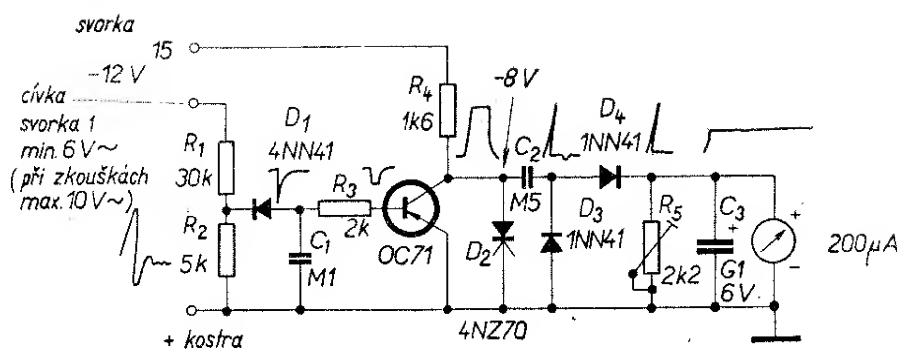 svorka
15
-12 V
cívka
svorka 1
min. 6 V~
(při zkouškách
max. 10 V~)
R1
30k
R2
5k
+ kostra
D1
4NN41
R3
2k
C1
M1
OC71
R4
1k6
-8V
C2
M5
D2
4NZ70
D3
1NN41
D4
1NN41
R5
2k2
C3
+
G1
6V
+
-
200µA